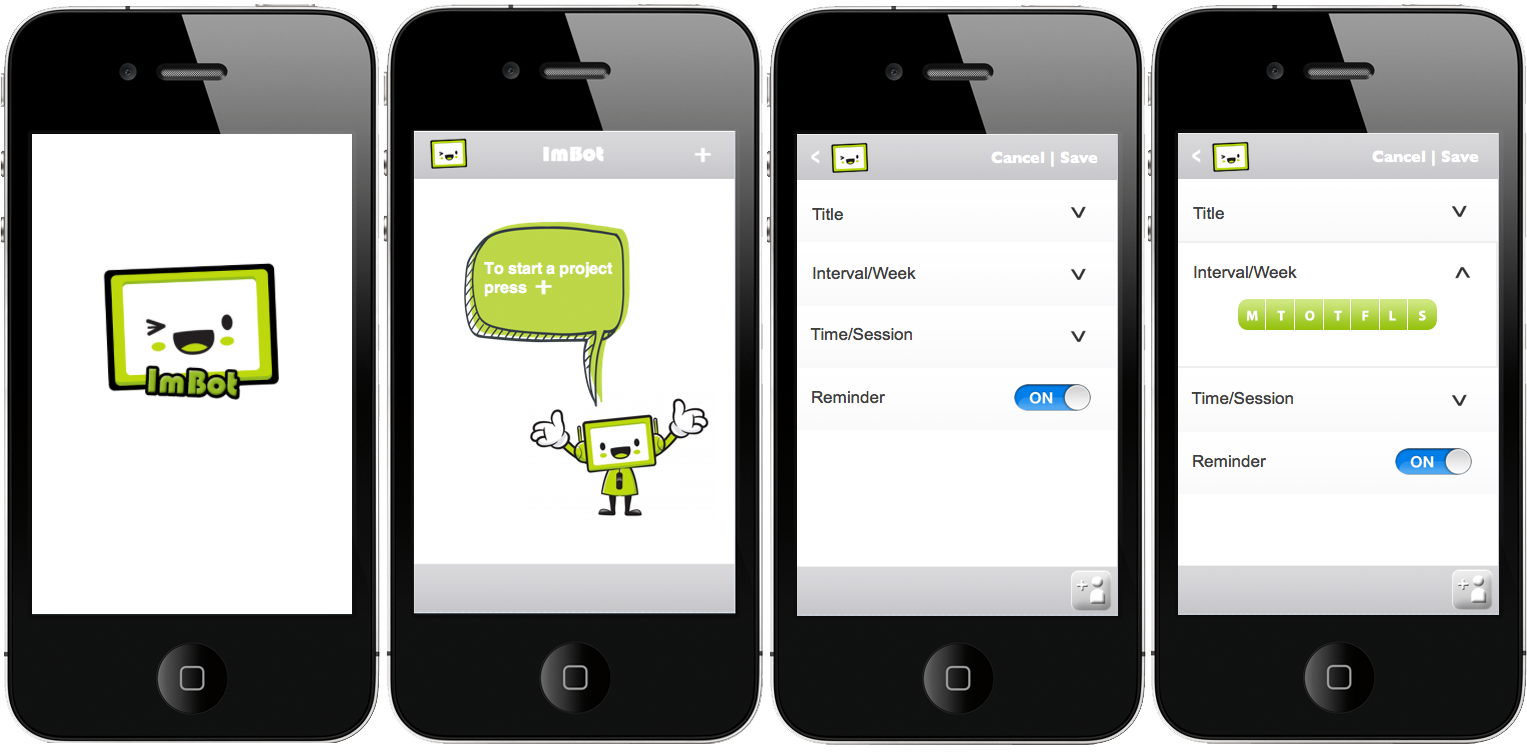 ImBot
ImBot +
To start a project
press +
< Cancel | Save
Title
Interval/Week
Time/Session
Reminder ON
< Cancel | Save
Title
Interval/Week
M T O T F L S
Time/Session
Reminder ON